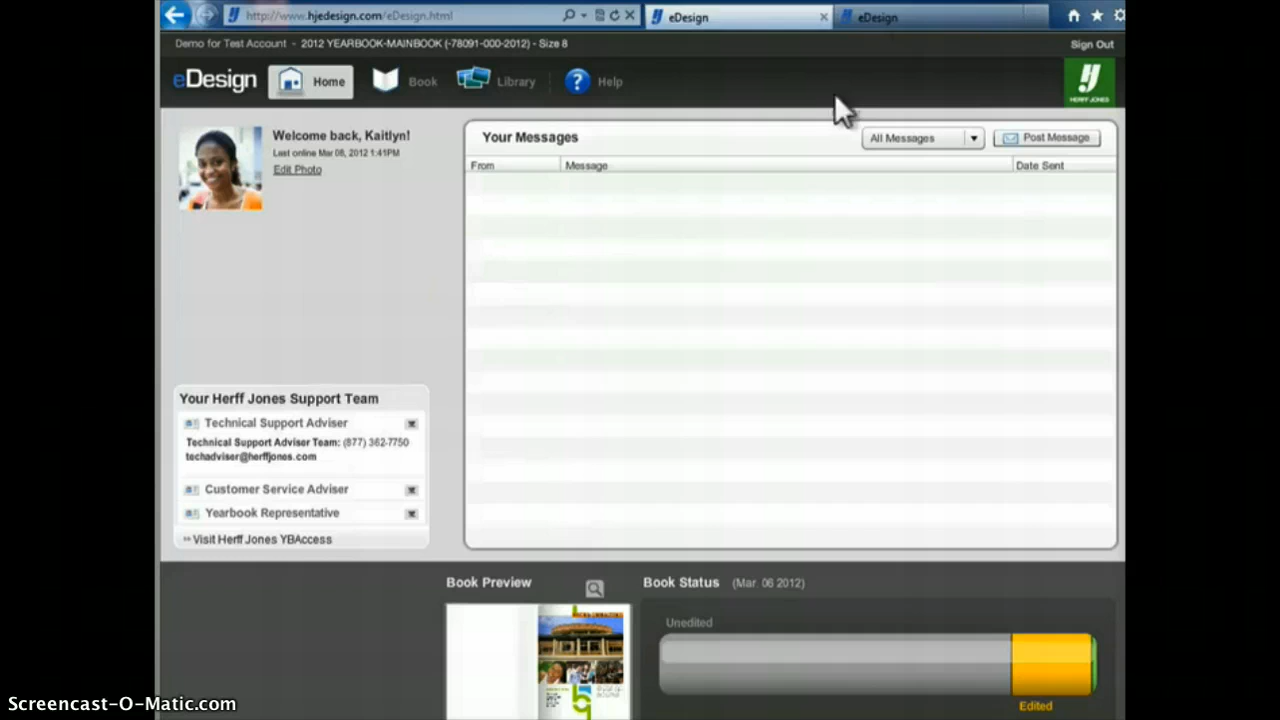 http://www.hjedesign.com/eDesign.html
eDesign
eDesign
Demo for Test Account - 2012 YEARBOOK-MAINBOOK (-78091-000-2012) - Size 8
Sign Out
eDesign
Home
Book
Library
Help
HERFF JONES
Welcome back, Kaitlyn!
Last online Mar 08, 2012 1:41PM
Edit Photo
Your Messages
All Messages
Post Message
From
Message
Date Sent
Your Herff Jones Support Team
Technical Support Adviser
Technical Support Adviser Team: (877) 362-7750
techadviser@herffjones.com
Customer Service Adviser
Yearbook Representative
Visit Herff Jones YBAccess
Book Preview
Book Status (Mar. 06 2012)
Unedited
Edited
Screencast-O-Matic.com